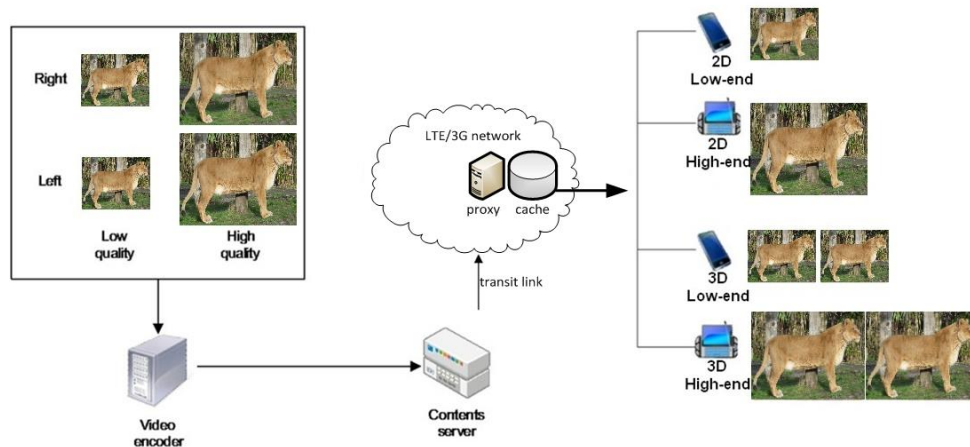 Right
Left
Low
quality
High
quality
Video
encoder
Contents
server
transit link
LTE/3G network
proxy
cache
2D
Low-end
2D
High-end
3D
Low-end
3D
High-end